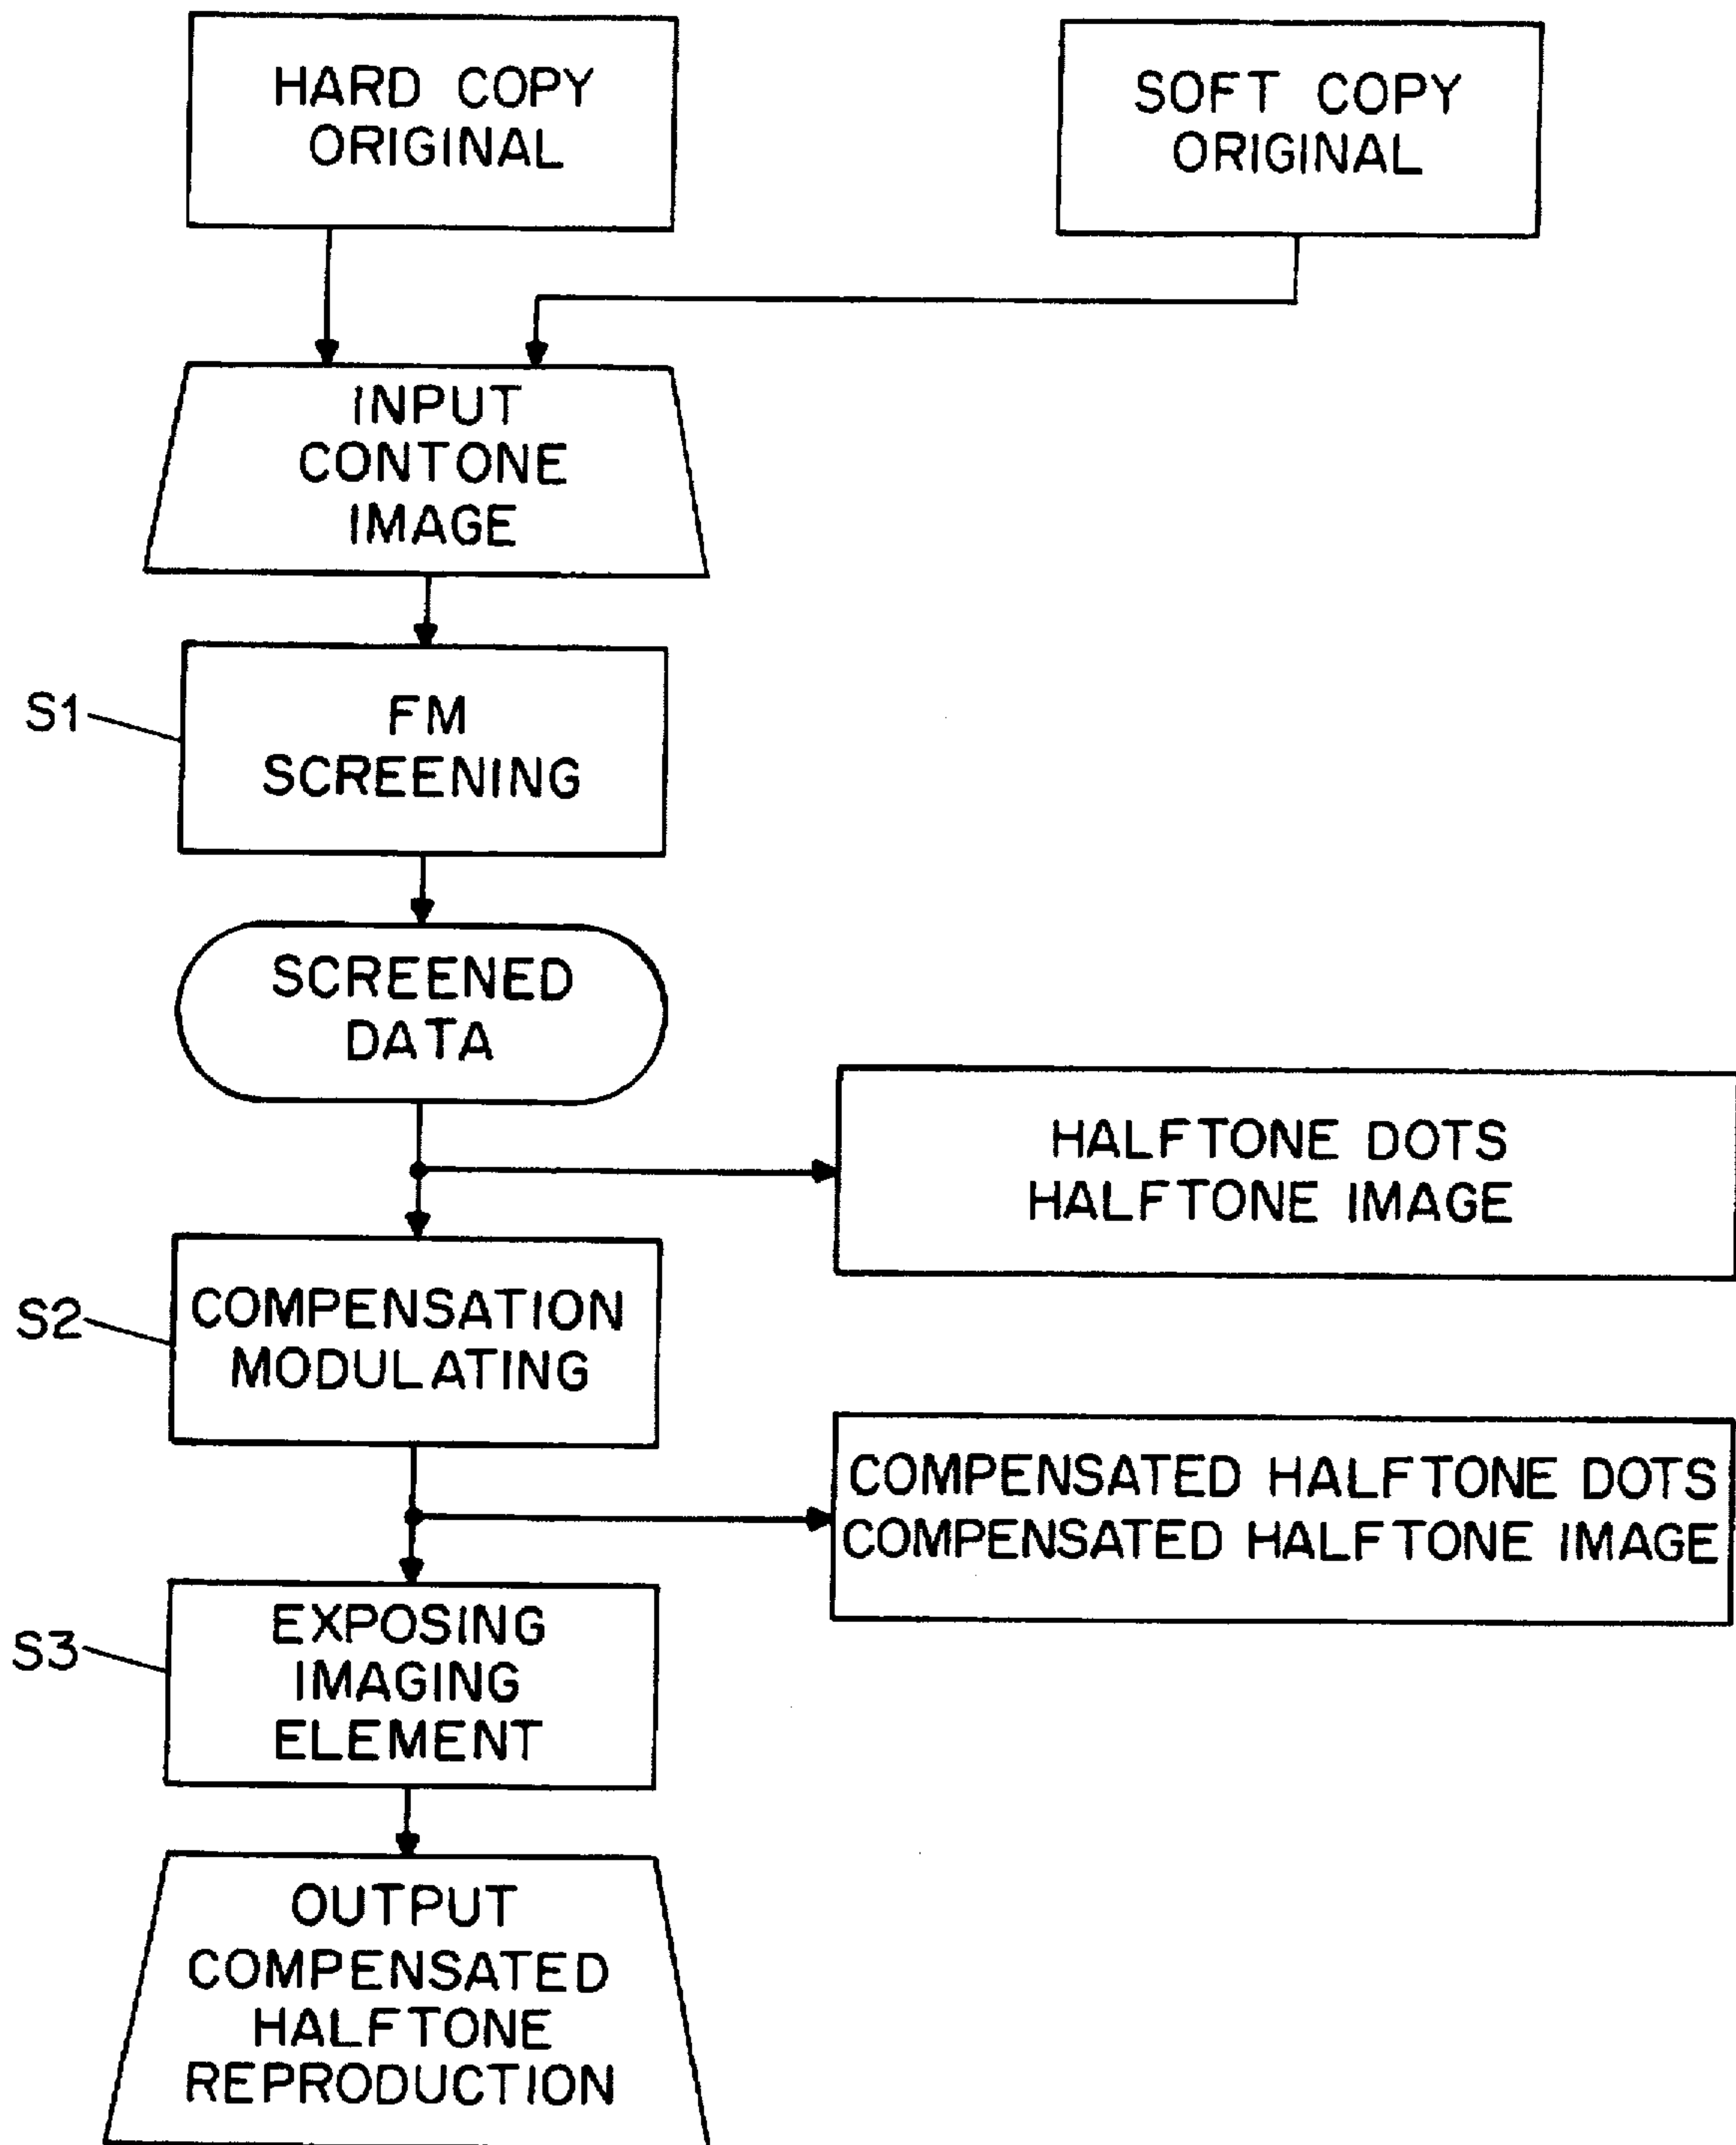 HARD COPY
ORIGINAL
SOFT COPY
ORIGINAL
INPUT
CONTONE
IMAGE
S1
FM
SCREENING
SCREENED
DATA
HALFTONE DOTS
HALFTONE IMAGE
S2
COMPENSATION
MODULATING
COMPENSATED HALFTONE DOTS
COMPENSATED HALFTONE IMAGE
S3
EXPOSING
IMAGING
ELEMENT
OUTPUT
COMPENSATED
HALFTONE
REPRODUCTION